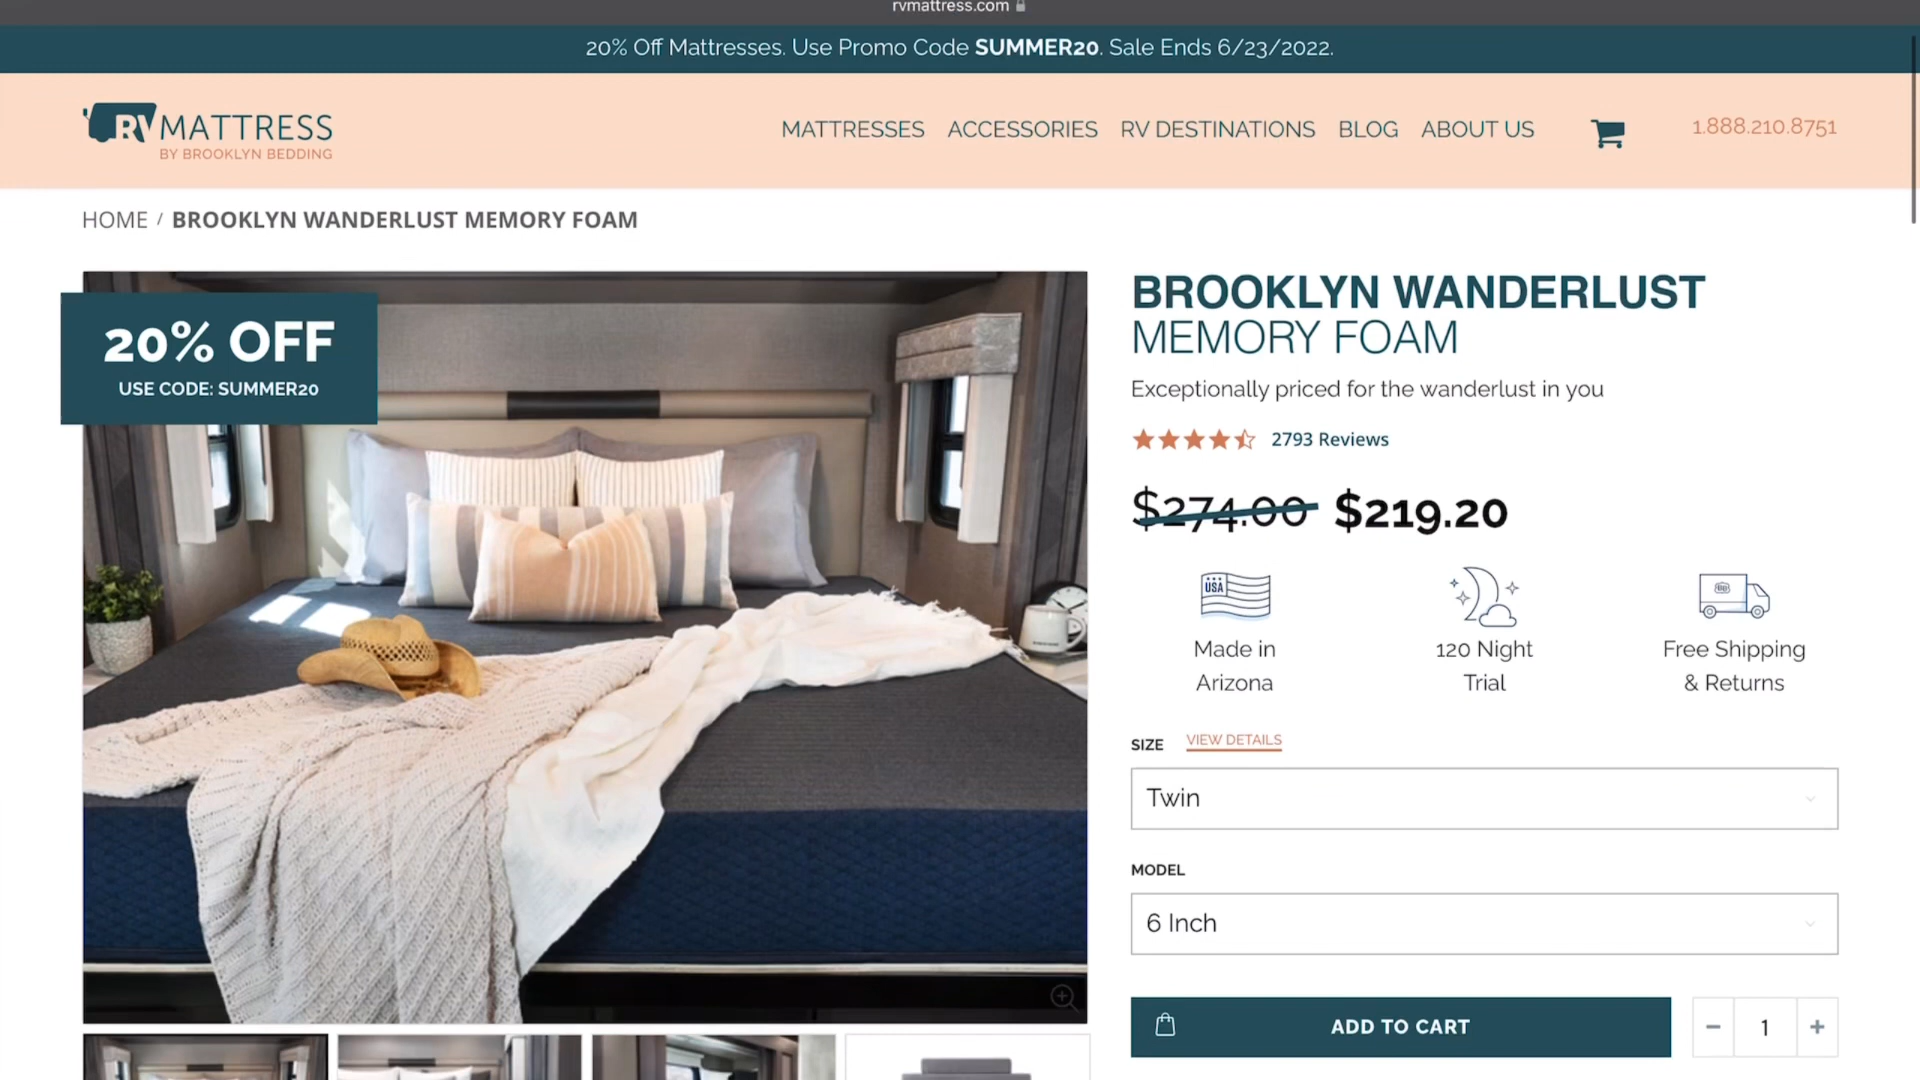 rvmattress.com
20% Off Mattresses. Use Promo Code SUMMER20. Sale Ends 6/23/2022.
RV MATTRESS
BY BROOKLYN BEDDING
MATTRESSES ACCESSORIES RV DESTINATIONS BLOG ABOUT US 1.888.210.8751
HOME / BROOKLYN WANDERLUST MEMORY FOAM
20% OFF
USE CODE: SUMMER20
BROOKLYN WANDERLUST
MEMORY FOAM
Exceptionally priced for the wanderlust in you
2793 Reviews
$274.00 $219.20
USA
Made in
Arizona
120 Night
Trial
Free Shipping
& Returns
SIZE VIEW DETAILS
Twin
MODEL
6 Inch
ADD TO CART
− 1 +